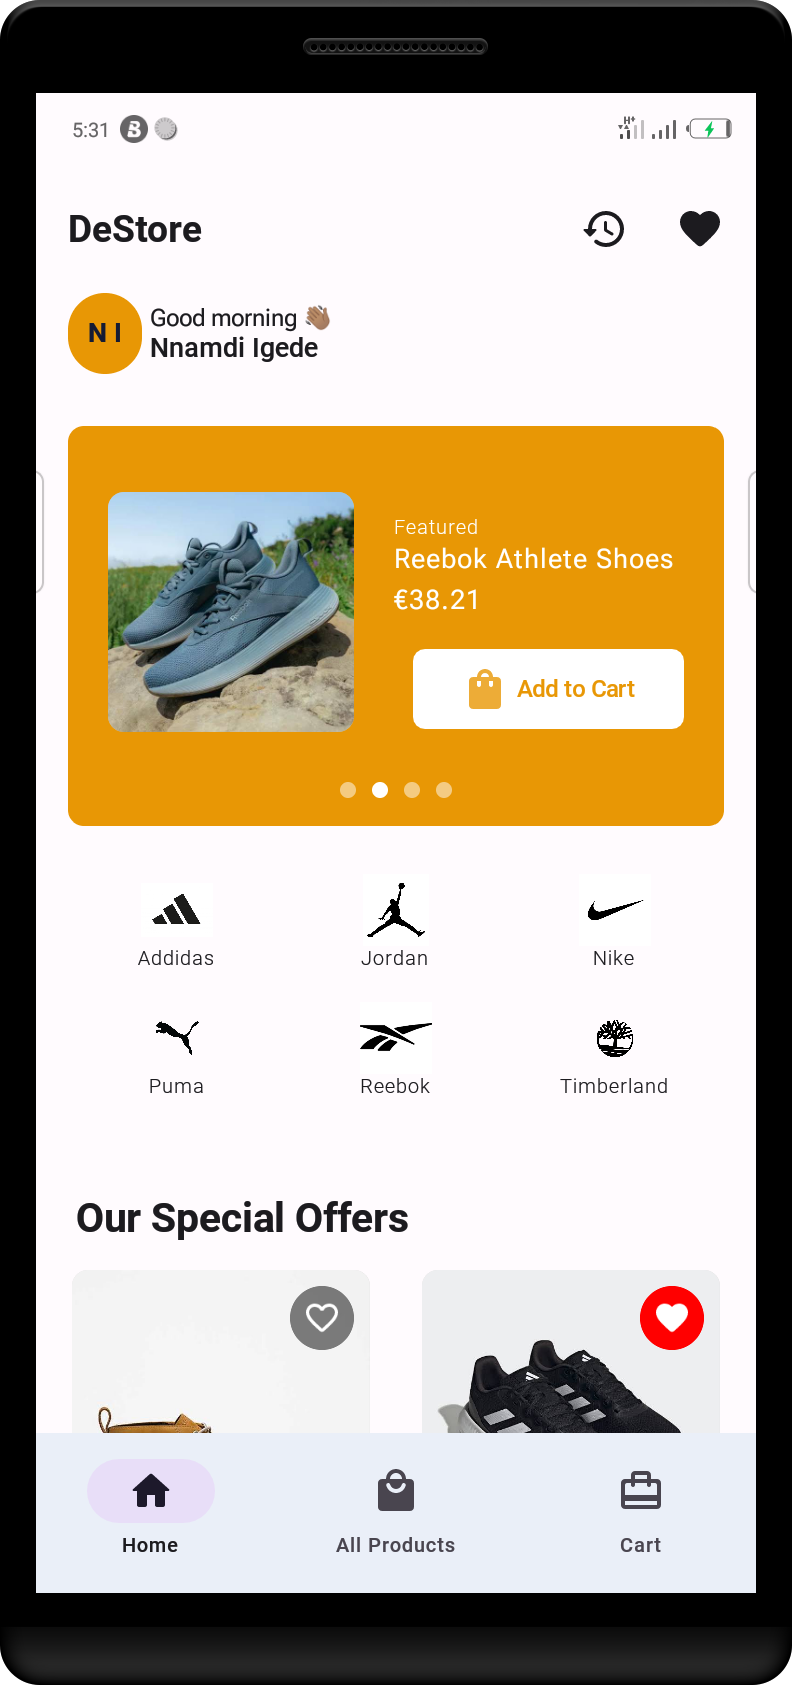 5:31
H+
DeStore
N I
Good morning 👋🏽
Nnamdi Igede
Featured
Reebok Athlete Shoes
€38.21
Add to Cart
Addidas
Jordan
Nike
Puma
Reebok
Timberland
Our Special Offers
Home
All Products
Cart